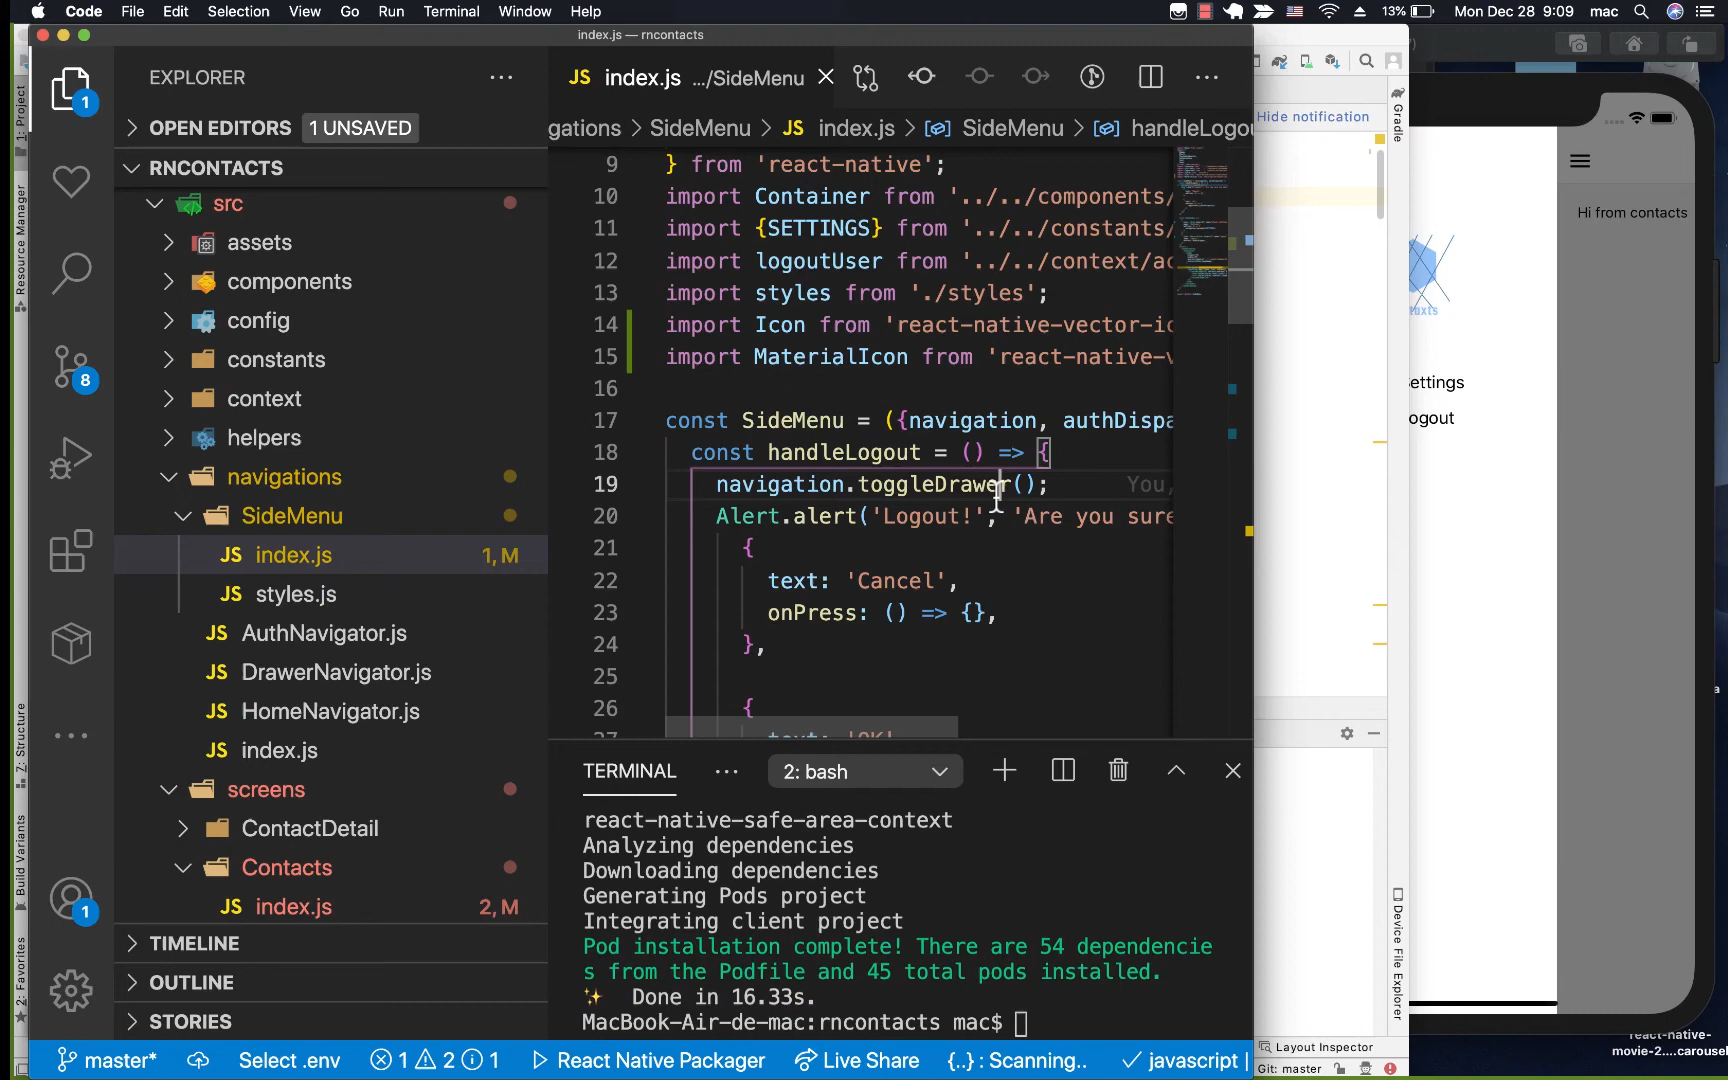 Code File Edit Selection View Go Run Terminal Window Help 13% Mon Dec 28 9:09 mac
index.js — rncontacts
EXPLORER
OPEN EDITORS 1 UNSAVED
RNCONTACTS
src
assets
components
config
constants
context
helpers
navigations
SideMenu
JS index.js 1, M
JS styles.js
JS AuthNavigator.js
JS DrawerNavigator.js
JS HomeNavigator.js
JS index.js
screens
ContactDetail
Contacts
JS index.js 2, M
TIMELINE
OUTLINE
STORIES
1
8
1
JS index.js .../SideMenu
gations > SideMenu > JS index.js > SideMenu > handleLogou
9 } from 'react-native';
10 import Container from '../../components/
11 import {SETTINGS} from '../../constants/
12 import logoutUser from '../../context/ac
13 import styles from './styles';
14 import Icon from 'react-native-vector-ic
15 import MaterialIcon from 'react-native-v
16
17 const SideMenu = ({navigation, authDispa
18 const handleLogout = () => {
19 navigation.toggleDrawer(); You,
20 Alert.alert('Logout!', 'Are you sure
21 {
22 text: 'Cancel',
23 onPress: () => {},
24 },
25
26 {
27 text: 'OK'
TERMINAL 2: bash
react-native-safe-area-context
Analyzing dependencies
Downloading dependencies
Generating Pods project
Integrating client project
Pod installation complete! There are 54 dependencie
s from the Podfile and 45 total pods installed.
✨ Done in 16.33s.
MacBook-Air-de-mac:rncontacts mac$
master* Select .env 1 2 1 React Native Packager Live Share {..} : Scanning.. javascript
1: Project
Resource Manager
Z: Structure
Build Variants
2: Favorites
Hide notification
Gradle
Device File Explorer
Layout Inspector
Git: master
Hi from contacts
ettings
ogout
react-native-
movie-2....carouse